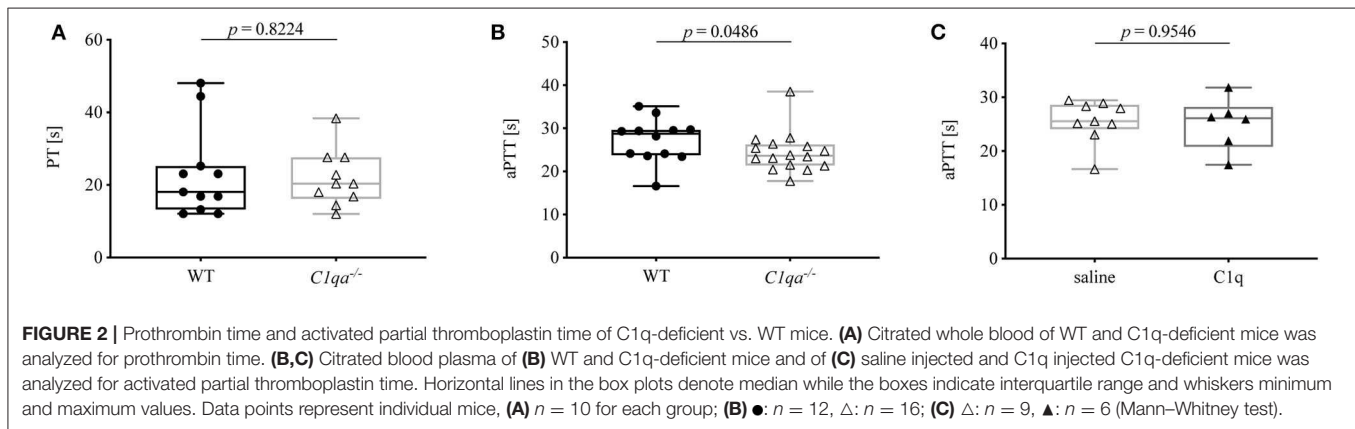 A
p = 0.8224
60
40
20
0
PT [s]
WT
C1qa-/-
B
p = 0.0486
50
40
30
20
10
0
aPTT [s]
WT
C1qa-/-
C
p = 0.9546
40
30
20
10
0
aPTT [s]
saline
C1q
FIGURE 2 | Prothrombin time and activated partial thromboplastin time of C1q-deficient vs. WT mice. (A) Citrated whole blood of WT and C1q-deficient mice was
analyzed for prothrombin time. (B,C) Citrated blood plasma of (B) WT and C1q-deficient mice and of (C) saline injected and C1q injected C1q-deficient mice was
analyzed for activated partial thromboplastin time. Horizontal lines in the box plots denote median while the boxes indicate interquartile range and whiskers minimum
and maximum values. Data points represent individual mice, (A) n = 10 for each group; (B) ●: n = 12, △: n = 16; (C) △: n = 9, ▲: n = 6 (Mann–Whitney test).